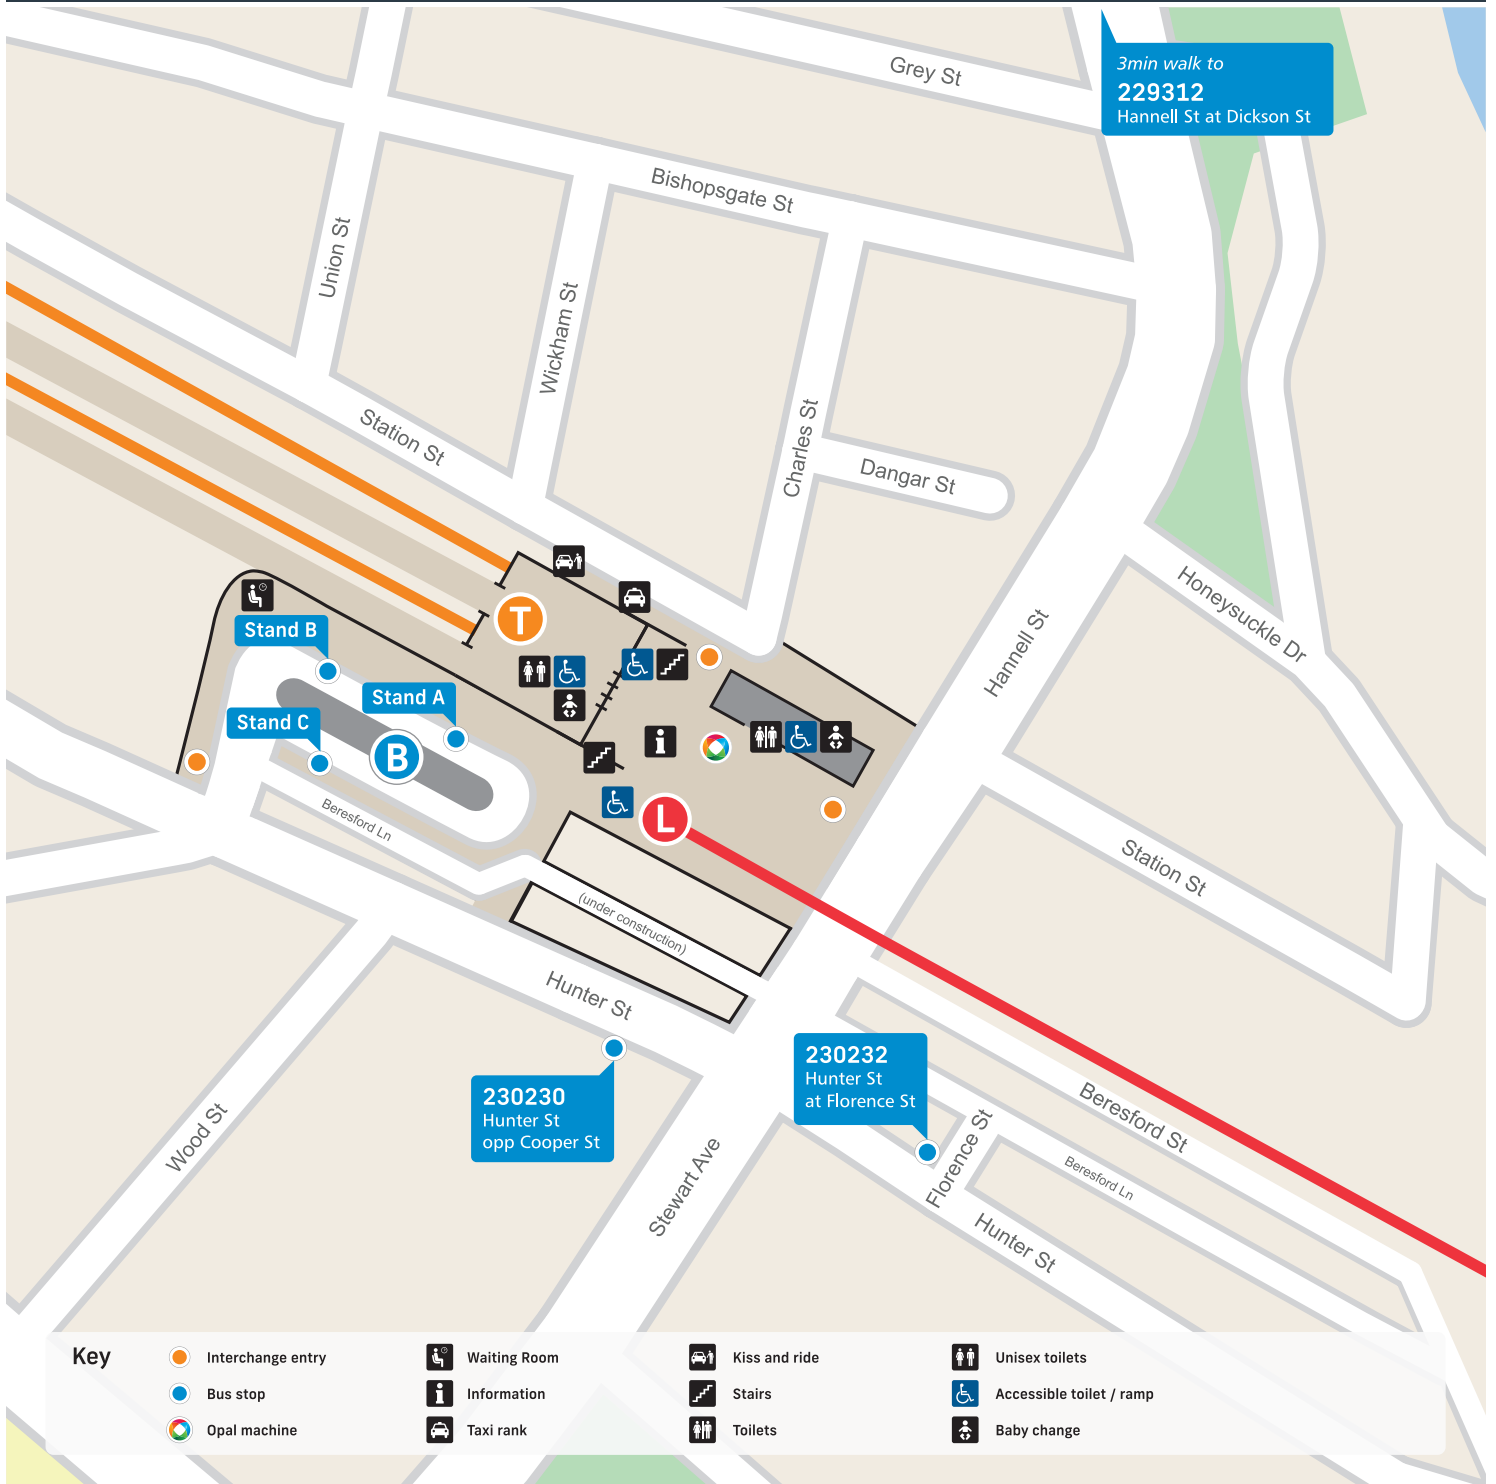 Grey St
3min walk to
229312
Hannell St at Dickson St
Bishopsgate St
Union St
Wickham St
Charles St
Station St
Dangar St
Honeysuckle Dr
Hannell St
T
Stand B
Stand A
Stand C
B
Beresford Ln
L
Station St
(under construction)
Hunter St
230230
Hunter St
opp Cooper St
230232
Hunter St
at Florence St
Wood St
Stewart Ave
Florence St
Beresford St
Beresford Ln
Hunter St
Key
Interchange entry
Bus stop
Opal machine
Waiting Room
Information
Taxi rank
Kiss and ride
Stairs
Toilets
Unisex toilets
Accessible toilet / ramp
Baby change